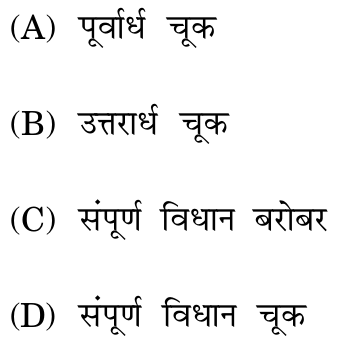 (A) पूर्वार्ध चूक
(B) उत्तरार्ध चूक
(C) संपूर्ण विधान बरोबर
(D) संपूर्ण विधान चूक